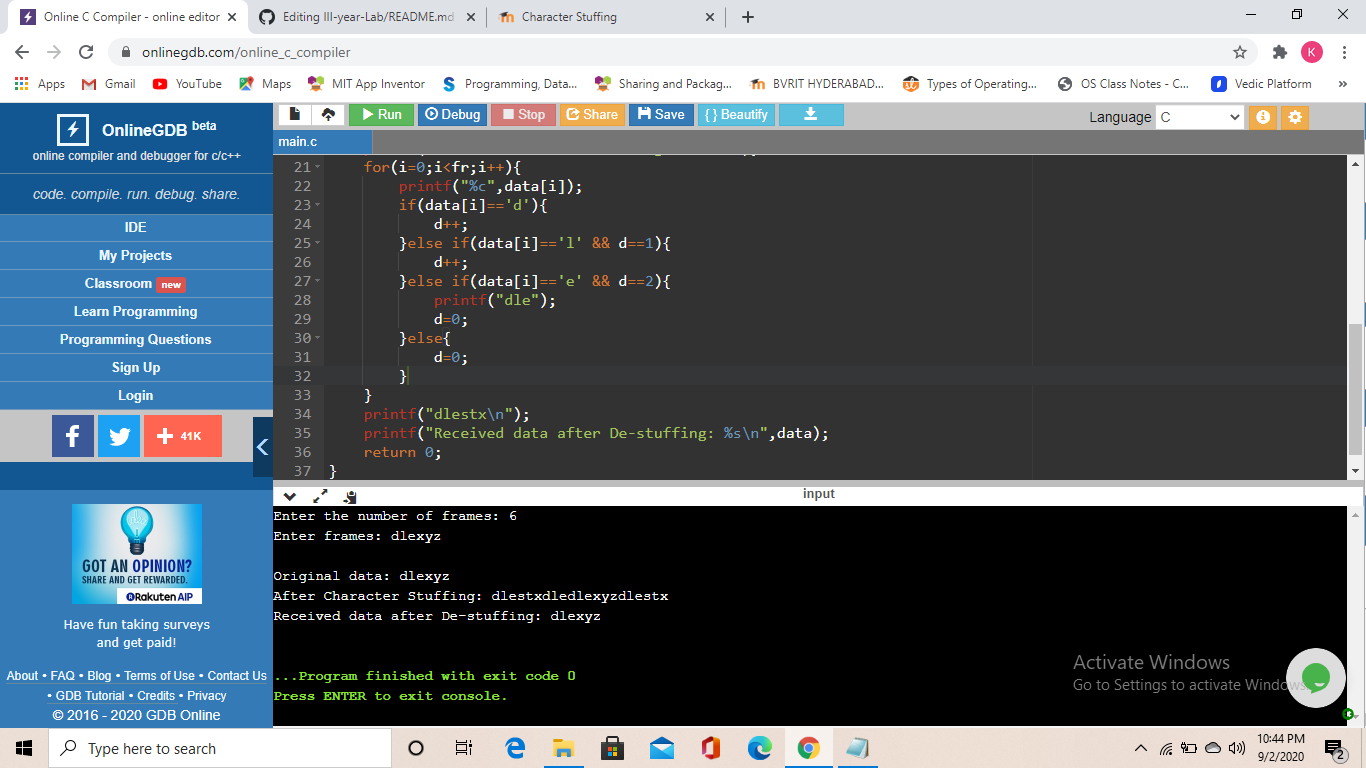 Online C Compiler - online editor
Editing III-year-Lab/README.md
Character Stuffing
onlinegdb.com/online_c_compiler
K
Apps Gmail YouTube Maps MIT App Inventor Programming, Data... Sharing and Packag... BVRIT HYDERABAD... Types of Operating... OS Class Notes - C... Vedic Platform »
OnlineGDB beta
online compiler and debugger for c/c++
code. compile. run. debug. share.
IDE
My Projects
Classroom new
Learn Programming
Programming Questions
Sign Up
Login
41K
GOT AN OPINION?
SHARE AND GET REWARDED.
Rakuten AIP
Have fun taking surveys
and get paid!
About • FAQ • Blog • Terms of Use • Contact Us
• GDB Tutorial • Credits • Privacy
© 2016 - 2020 GDB Online
Run Debug Stop Share Save { } Beautify
Language C
main.c
21 for(i=0;i<fr;i++){
22 printf("%c",data[i]);
23 if(data[i]=='d'){
24 d++;
25 }else if(data[i]=='l' && d==1){
26 d++;
27 }else if(data[i]=='e' && d==2){
28 printf("dle");
29 d=0;
30 }else{
31 d=0;
32 }
33 }
34 printf("dlestx\n");
35 printf("Received data after De-stuffing: %s\n",data);
36 return 0;
37 }
input
Enter the number of frames: 6
Enter frames: dlexyz
Original data: dlexyz
After Character Stuffing: dlestxdledlexyzdlestx
Received data after De-stuffing: dlexyz
...Program finished with exit code 0
Press ENTER to exit console.
Activate Windows
Go to Settings to activate Windows.
Type here to search
10:44 PM
9/2/2020
2